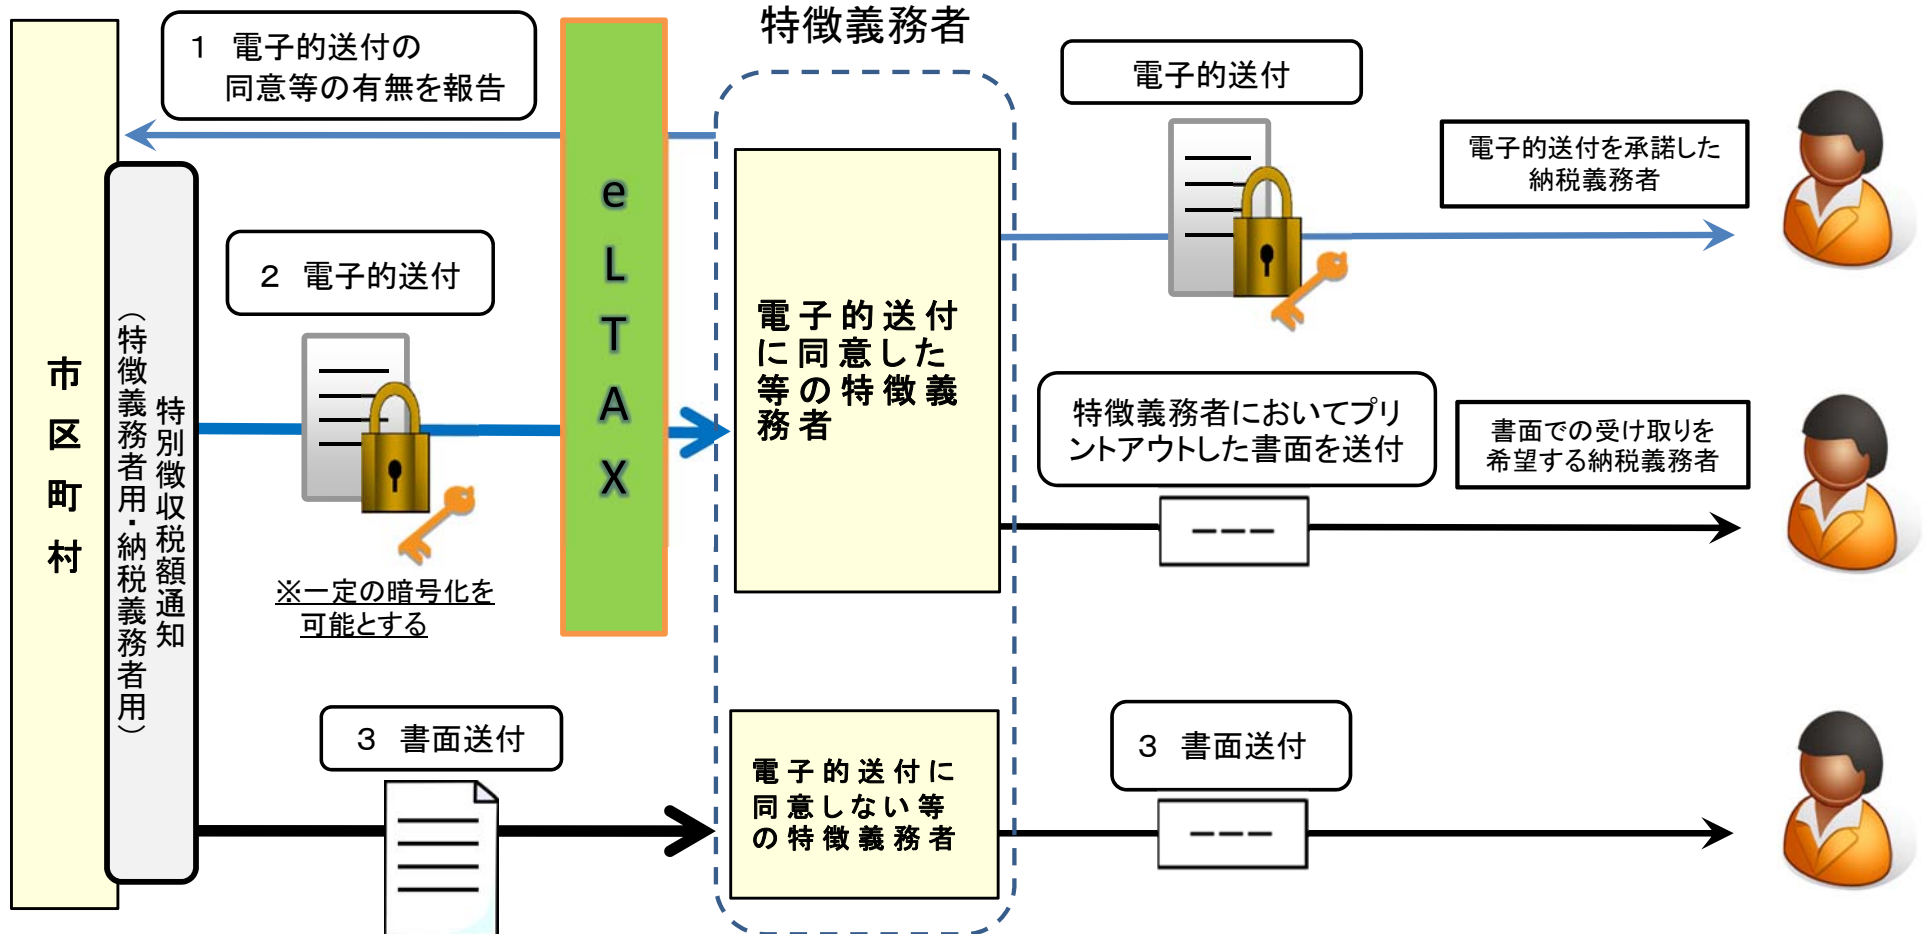 特徴義務者
1 電子的送付の
同意等の有無を報告
電子的送付
電子的送付を承諾した
納税義務者
eLTAX
2 電子的送付
市区町村
特別徴収税額通知
（特徴義務者用・納税義務者用）
電子的送付
に同意した
等の特徴義
務者
特徴義務者においてプリ
ントアウトした書面を送付
書面での受け取りを
希望する納税義務者
※一定の暗号化を
可能とする
3 書面送付
電子的送付に
同意しない等
の特徴義務者
3 書面送付